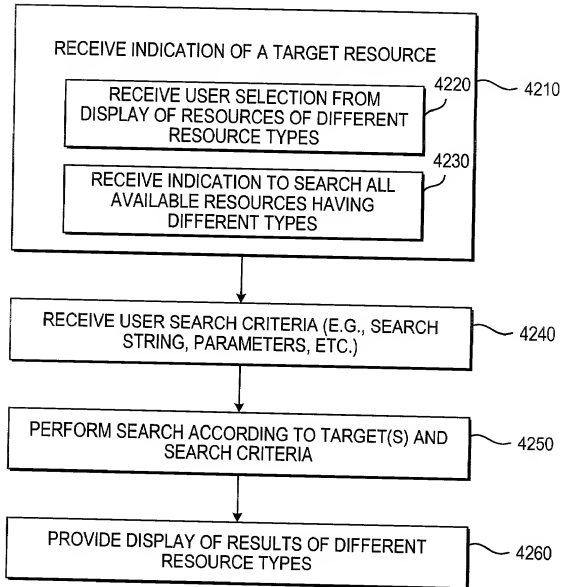 RECEIVE INDICATION OF A TARGET RESOURCE
4210
4220
RECEIVE USER SELECTION FROM
DISPLAY OF RESOURCES OF DIFFERENT
RESOURCE TYPES
4230
RECEIVE INDICATION TO SEARCH ALL
AVAILABLE RESOURCES HAVING
DIFFERENT TYPES
RECEIVE USER SEARCH CRITERIA (E.G., SEARCH
STRING, PARAMETERS, ETC.)
4240
PERFORM SEARCH ACCORDING TO TARGET(S) AND
SEARCH CRITERIA
4250
PROVIDE DISPLAY OF RESULTS OF DIFFERENT
RESOURCE TYPES
4260